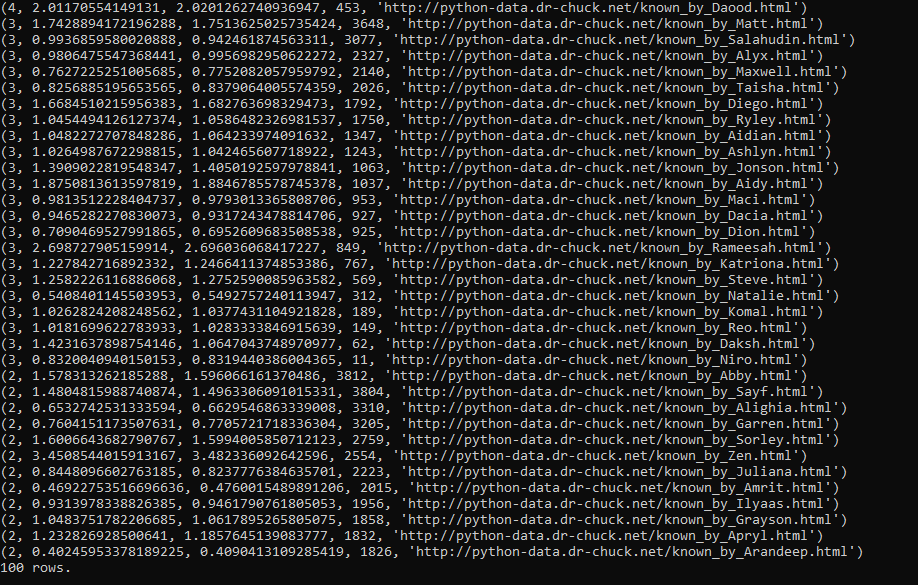 (4, 2.01170554149131, 2.0201262740936947, 453, 'http://python-data.dr-chuck.net/known_by_Daood.html')
(3, 1.7428894172196288, 1.7513625025735424, 3648, 'http://python-data.dr-chuck.net/known_by_Matt.html')
(3, 0.9936859580020888, 0.942461874563311, 3077, 'http://python-data.dr-chuck.net/known_by_Salahudin.html')
(3, 0.9806475547368441, 0.9956982950622272, 2327, 'http://python-data.dr-chuck.net/known_by_Alyx.html')
(3, 0.7627225251005685, 0.7752082057959792, 2140, 'http://python-data.dr-chuck.net/known_by_Maxwell.html')
(3, 0.8256885195653565, 0.8379064005574359, 2026, 'http://python-data.dr-chuck.net/known_by_Taisha.html')
(3, 1.6684510215956383, 1.682763698329473, 1792, 'http://python-data.dr-chuck.net/known_by_Diego.html')
(3, 1.0454494126127374, 1.0586482326981537, 1750, 'http://python-data.dr-chuck.net/known_by_Ryley.html')
(3, 1.0482272707848286, 1.064233974091632, 1347, 'http://python-data.dr-chuck.net/known_by_Aidian.html')
(3, 1.0264987672298815, 1.042465607718922, 1243, 'http://python-data.dr-chuck.net/known_by_Ashlyn.html')
(3, 1.3909022819548347, 1.4050192597978841, 1063, 'http://python-data.dr-chuck.net/known_by_Jonson.html')
(3, 1.8750813613597819, 1.8846785578745378, 1037, 'http://python-data.dr-chuck.net/known_by_Aidy.html')
(3, 0.9813512228404737, 0.9793013365808706, 953, 'http://python-data.dr-chuck.net/known_by_Maci.html')
(3, 0.9465282270830073, 0.9317243478814706, 927, 'http://python-data.dr-chuck.net/known_by_Dacia.html')
(3, 0.7090469527991865, 0.6952609683508538, 925, 'http://python-data.dr-chuck.net/known_by_Dion.html')
(3, 2.698727905159914, 2.696036068417227, 849, 'http://python-data.dr-chuck.net/known_by_Rameesah.html')
(3, 1.227842716892332, 1.2466411374853386, 767, 'http://python-data.dr-chuck.net/known_by_Katriona.html')
(3, 1.2582226116886068, 1.2752590085963582, 569, 'http://python-data.dr-chuck.net/known_by_Steve.html')
(3, 0.5408401145503953, 0.5492757240113947, 312, 'http://python-data.dr-chuck.net/known_by_Natalie.html')
(3, 1.0262824208248562, 1.0377431104921828, 189, 'http://python-data.dr-chuck.net/known_by_Komal.html')
(3, 1.0181699622783933, 1.0283333846915639, 149, 'http://python-data.dr-chuck.net/known_by_Reo.html')
(3, 1.4231637898754146, 1.0647043748970977, 62, 'http://python-data.dr-chuck.net/known_by_Daksh.html')
(3, 0.8320040940150153, 0.8319440386004365, 11, 'http://python-data.dr-chuck.net/known_by_Niro.html')
(2, 1.578313262185288, 1.596066161370486, 3812, 'http://python-data.dr-chuck.net/known_by_Abby.html')
(2, 1.4804815988740874, 1.4963306091015331, 3804, 'http://python-data.dr-chuck.net/known_by_Sayf.html')
(2, 0.6532742531333594, 0.6629546863339008, 3310, 'http://python-data.dr-chuck.net/known_by_Alighia.html')
(2, 0.7604151173507631, 0.7705721718336304, 3205, 'http://python-data.dr-chuck.net/known_by_Garren.html')
(2, 1.6006643682790767, 1.5994005850712123, 2759, 'http://python-data.dr-chuck.net/known_by_Sorley.html')
(2, 3.4508544015913167, 3.482336092642596, 2554, 'http://python-data.dr-chuck.net/known_by_Zen.html')
(2, 0.8448096602763185, 0.8237776384635701, 2223, 'http://python-data.dr-chuck.net/known_by_Juliana.html')
(2, 0.46922753516696636, 0.4760015489891206, 2015, 'http://python-data.dr-chuck.net/known_by_Amrit.html')
(2, 0.9313978338826385, 0.9461790761805053, 1956, 'http://python-data.dr-chuck.net/known_by_Ilyaas.html')
(2, 1.0483751782206685, 1.0617895265805075, 1858, 'http://python-data.dr-chuck.net/known_by_Grayson.html')
(2, 1.232826928500641, 1.1857645139083777, 1832, 'http://python-data.dr-chuck.net/known_by_Apryl.html')
(2, 0.40245953378189225, 0.4090413109285419, 1826, 'http://python-data.dr-chuck.net/known_by_Arandeep.html')
100 rows.